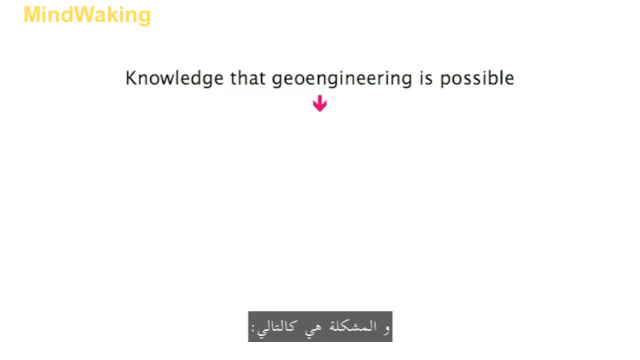 MindWaking
Knowledge that geoengineering is possible
و المشكلة هي كالتالي: